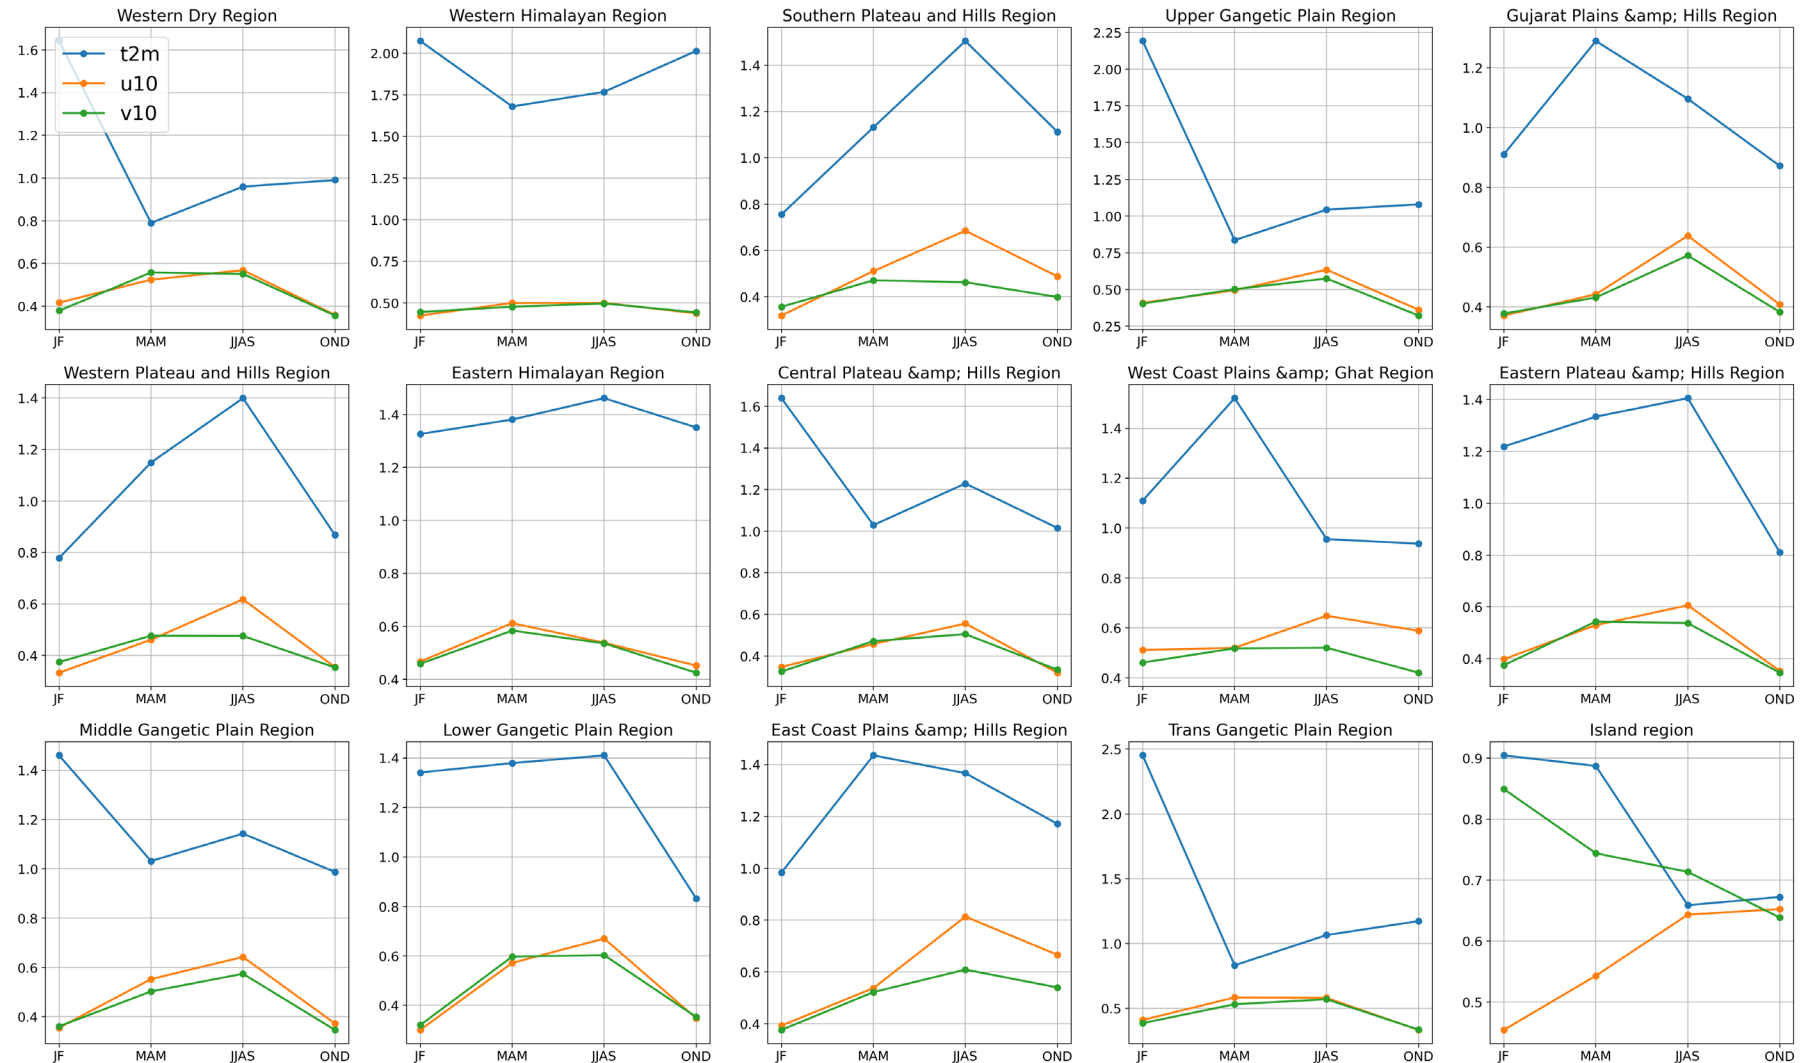 Western Dry Region
1.6
1.4
1.2
1.0
0.8
0.6
0.4
t2m
u10
v10
JF MAM JJAS OND
Western Himalayan Region
2.00
1.75
1.50
1.25
1.00
0.75
0.50
JF MAM JJAS OND
Southern Plateau and Hills Region
1.4
1.2
1.0
0.8
0.6
0.4
JF MAM JJAS OND
Upper Gangetic Plain Region
2.25
2.00
1.75
1.50
1.25
1.00
0.75
0.50
0.25
JF MAM JJAS OND
Gujarat Plains &amp; Hills Region
1.2
1.0
0.8
0.6
0.4
JF MAM JJAS OND
Western Plateau and Hills Region
1.4
1.2
1.0
0.8
0.6
0.4
JF MAM JJAS OND
Eastern Himalayan Region
1.4
1.2
1.0
0.8
0.6
0.4
JF MAM JJAS OND
Central Plateau &amp; Hills Region
1.6
1.4
1.2
1.0
0.8
0.6
0.4
JF MAM JJAS OND
West Coast Plains &amp; Ghat Region
1.4
1.2
1.0
0.8
0.6
0.4
JF MAM JJAS OND
Eastern Plateau &amp; Hills Region
1.4
1.2
1.0
0.8
0.6
0.4
JF MAM JJAS OND
Middle Gangetic Plain Region
1.4
1.2
1.0
0.8
0.6
0.4
JF MAM JJAS OND
Lower Gangetic Plain Region
1.4
1.2
1.0
0.8
0.6
0.4
JF MAM JJAS OND
East Coast Plains &amp; Hills Region
1.4
1.2
1.0
0.8
0.6
0.4
JF MAM JJAS OND
Trans Gangetic Plain Region
2.5
2.0
1.5
1.0
0.5
JF MAM JJAS OND
Island region
0.9
0.8
0.7
0.6
0.5
JF MAM JJAS OND